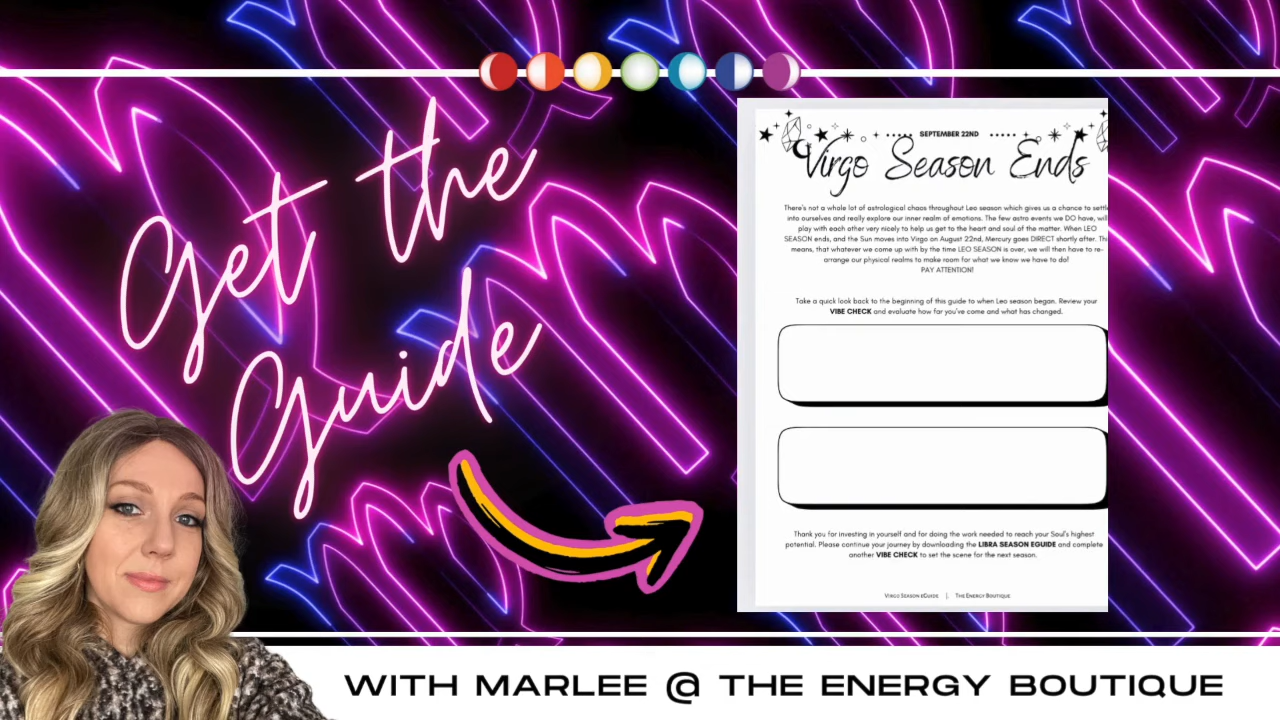 Get the
Guide
SEPTEMBER 22ND
Virgo Season Ends
There's not a whole lot of astrological chaos throughout Leo season which gives us a chance to settle
into ourselves and really explore our inner realm of emotions. The few astro events we DO have, will
play with each other very nicely to help us get to the heart and soul of the matter. When LEO
SEASON ends, and the Sun moves into Virgo on August 22nd, Mercury goes DIRECT shortly after. Thi
means, that whatever we come up with by the time LEO SEASON is over, we will then have to re-
arrange our physical realms to make room for what we know we have to do!
PAY ATTENTION!
Take a quick look back to the beginning of this guide to when Leo season began. Review your
VIBE CHECK and evaluate how far you've come and what has changed.
Thank you for investing in yourself and for doing the work needed to reach your Soul's highest
potential. Please continue your journey by downloading the LIBRA SEASON EGUIDE and complete
another VIBE CHECK to set the scene for the next season.
VIRGO SEASON EGUIDE | THE ENERGY BOUTIQUE
WITH MARLEE @ THE ENERGY BOUTIQUE